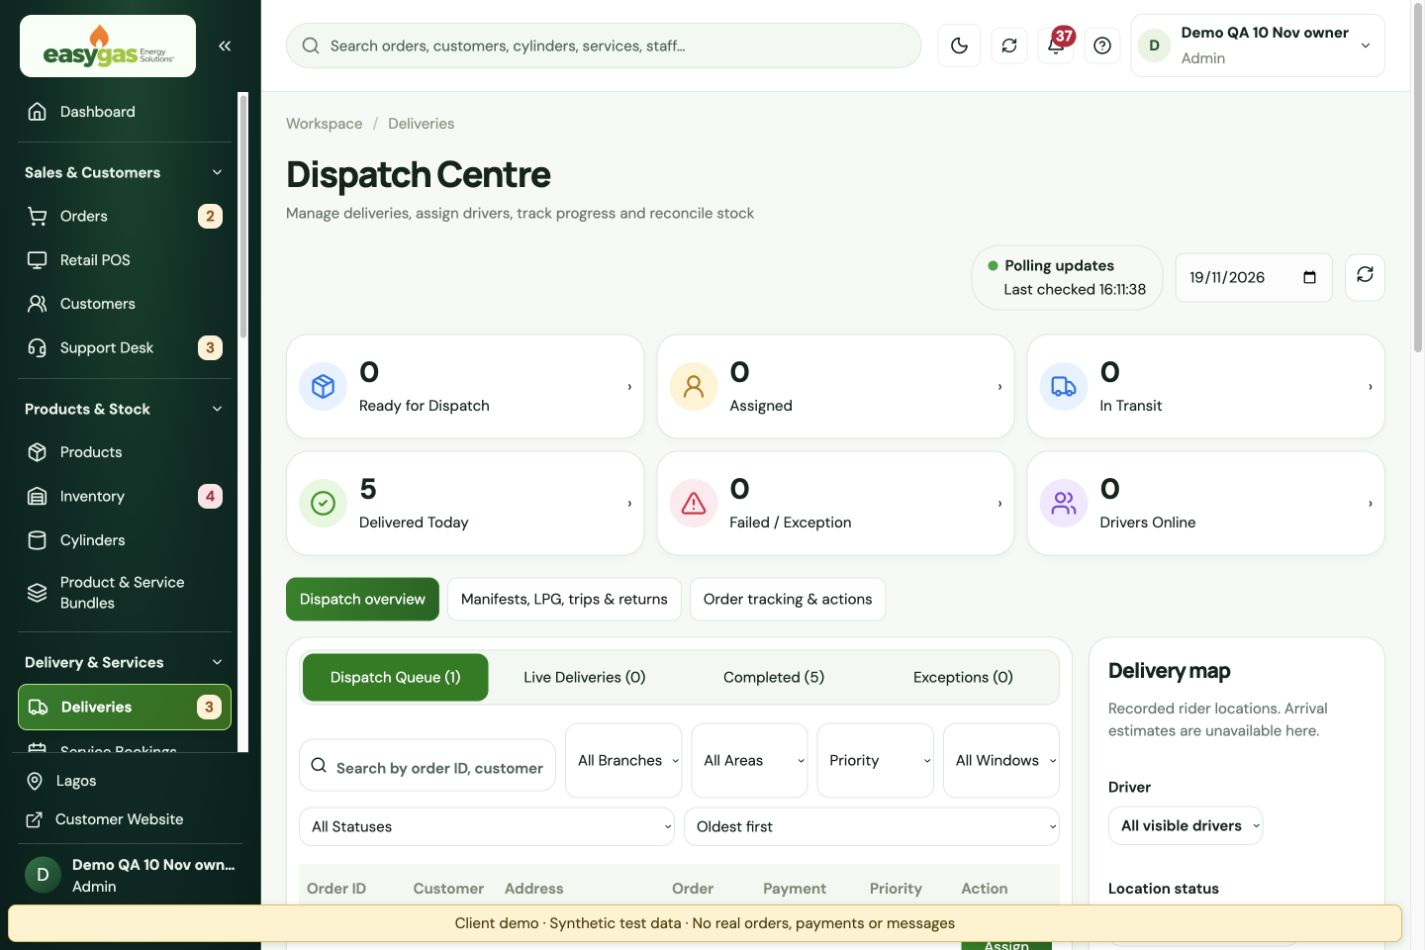 easygas Energy Solutions
«
Search orders, customers, cylinders, services, staff...
37
D
Demo QA 10 Nov owner
Admin
Dashboard
Sales & Customers
Orders 2
Retail POS
Customers
Support Desk 3
Products & Stock
Products
Inventory 4
Cylinders
Product & Service
Bundles
Delivery & Services
Deliveries 3
Service Bookings
Lagos
Customer Website
D
Demo QA 10 Nov own...
Admin
Workspace / Deliveries
Dispatch Centre
Manage deliveries, assign drivers, track progress and reconcile stock
Polling updates
Last checked 16:11:38
19/11/2026
0
Ready for Dispatch
0
Assigned
0
In Transit
5
Delivered Today
0
Failed / Exception
0
Drivers Online
Dispatch overview
Manifests, LPG, trips & returns
Order tracking & actions
Dispatch Queue (1)
Live Deliveries (0)
Completed (5)
Exceptions (0)
Search by order ID, customer
All Branches
All Areas
Priority
All Windows
All Statuses
Oldest first
Order ID Customer Address Order Payment Priority Action
Assign
Delivery map
Recorded rider locations. Arrival
estimates are unavailable here.
Driver
All visible drivers
Location status
Client demo · Synthetic test data · No real orders, payments or messages